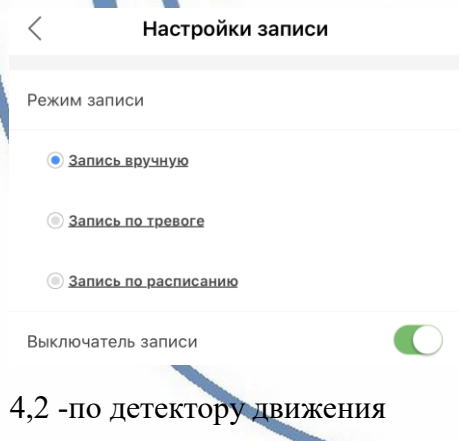 Настройки записи
Режим записи
Запись вручную
Запись по тревоге
Запись по расписанию
Выключатель записи
4,2 -по детектору движения